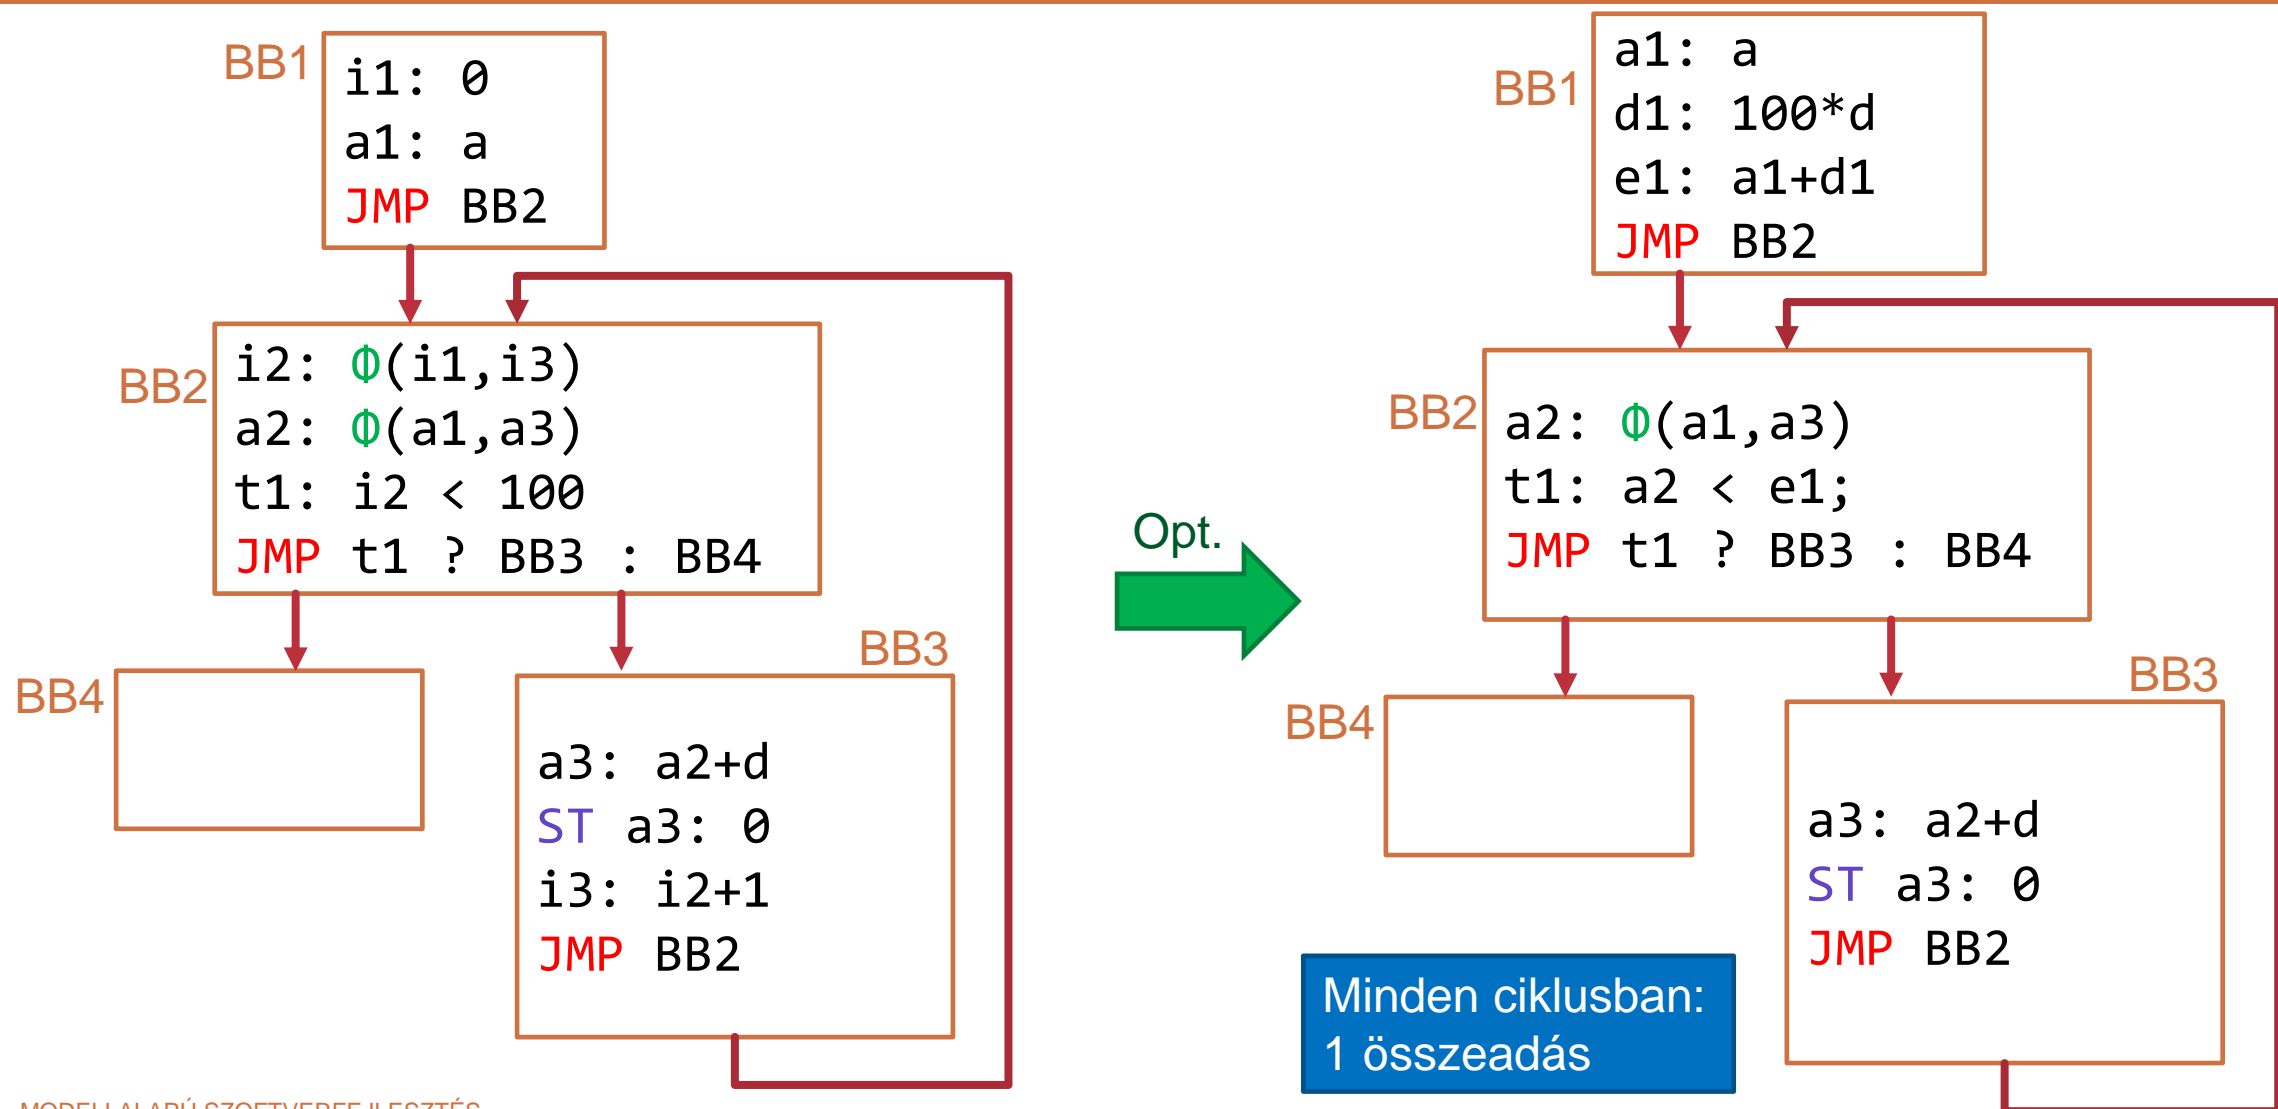 BB1
i1: 0
a1: a
JMP BB2
BB2
i2: Φ(i1,i3)
a2: Φ(a1,a3)
t1: i2 < 100
JMP t1 ? BB3 : BB4
BB4
BB3
a3: a2+d
ST a3: 0
i3: i2+1
JMP BB2
Opt.
BB1
a1: a
d1: 100*d
e1: a1+d1
JMP BB2
BB2
a2: Φ(a1,a3)
t1: a2 < e1;
JMP t1 ? BB3 : BB4
BB4
BB3
a3: a2+d
ST a3: 0
JMP BB2
Minden ciklusban:
1 összeadás
MODELLALAPÚ SZOFTVERFEJLESZTÉS